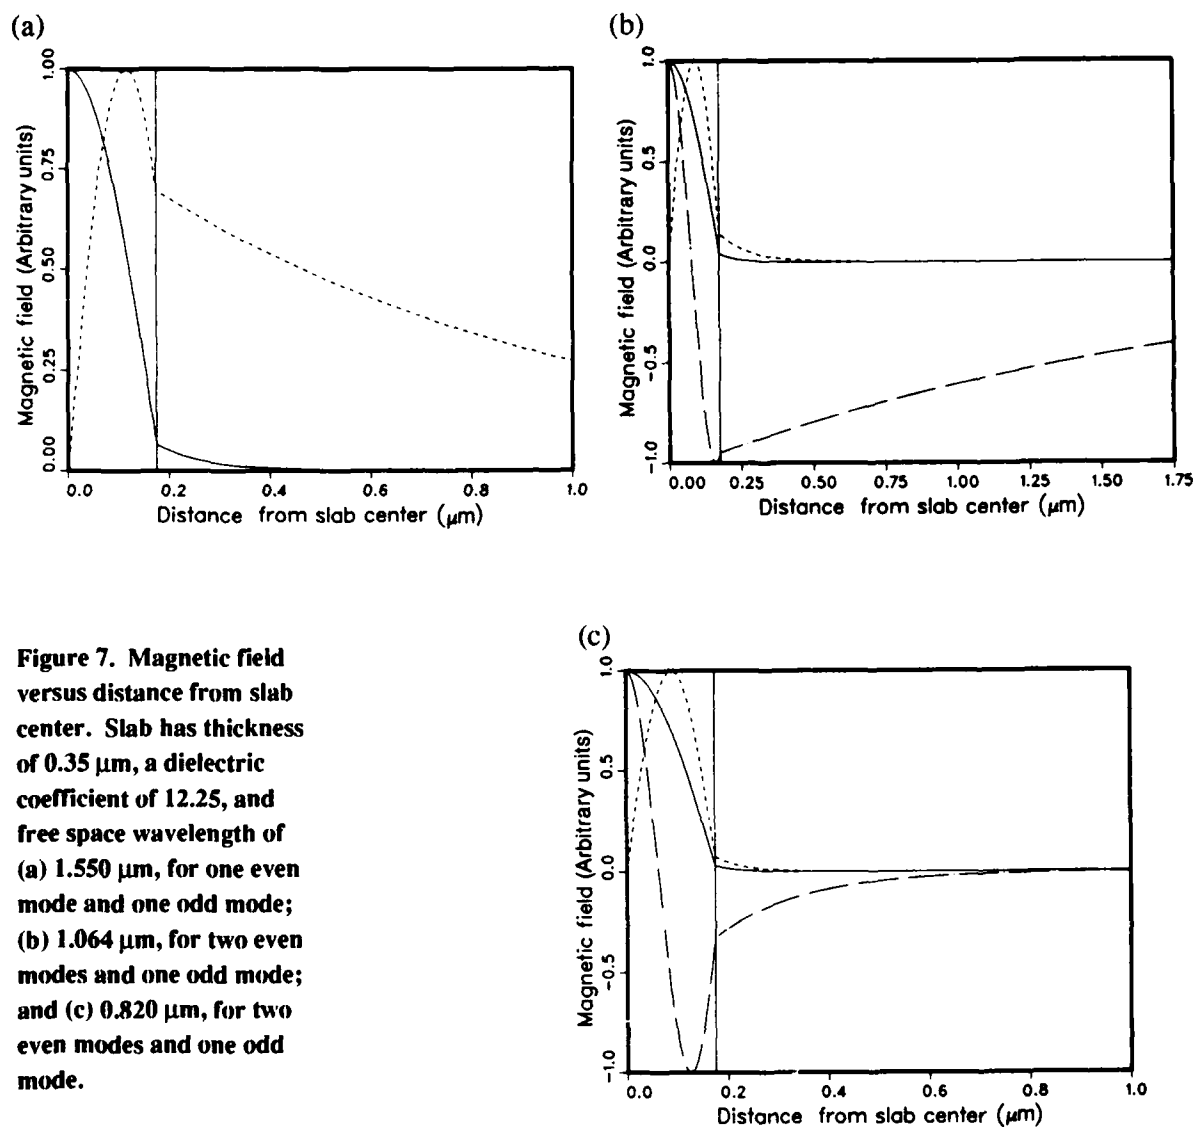 (a)
1.00
0.75
0.50
0.25
0.00
Magnetic field (Arbitrary units)
0.0 0.2 0.4 0.6 0.8 1.0
Distance from slab center (μm)
(b)
1.0
0.5
0.0
−0.5
−1.0
Magnetic field (Arbitrary units)
0.00 0.25 0.50 0.75 1.00 1.25 1.50 1.75
Distance from slab center (μm)
Figure 7. Magnetic field
versus distance from slab
center. Slab has thickness
of 0.35 μm, a dielectric
coefficient of 12.25, and
free space wavelength of
(a) 1.550 μm, for one even
mode and one odd mode;
(b) 1.064 μm, for two even
modes and one odd mode;
and (c) 0.820 μm, for two
even modes and one odd
mode.
(c)
1.0
0.5
0.0
−0.5
−1.0
Magnetic field (Arbitrary units)
0.0 0.2 0.4 0.6 0.8 1.0
Distance from slab center (μm)